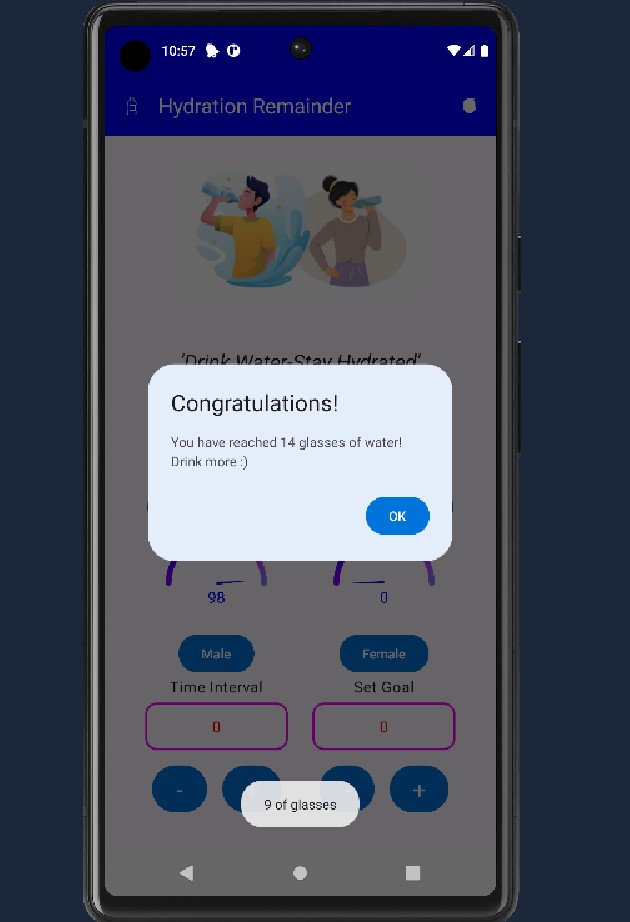 10:57
Hydration Remainder
'Drink Water-Stay Hydrated'
Congratulations!
You have reached 14 glasses of water!
Drink more :)
OK
98 0
Male Female
Time Interval Set Goal
0 0
- +
9 of glasses